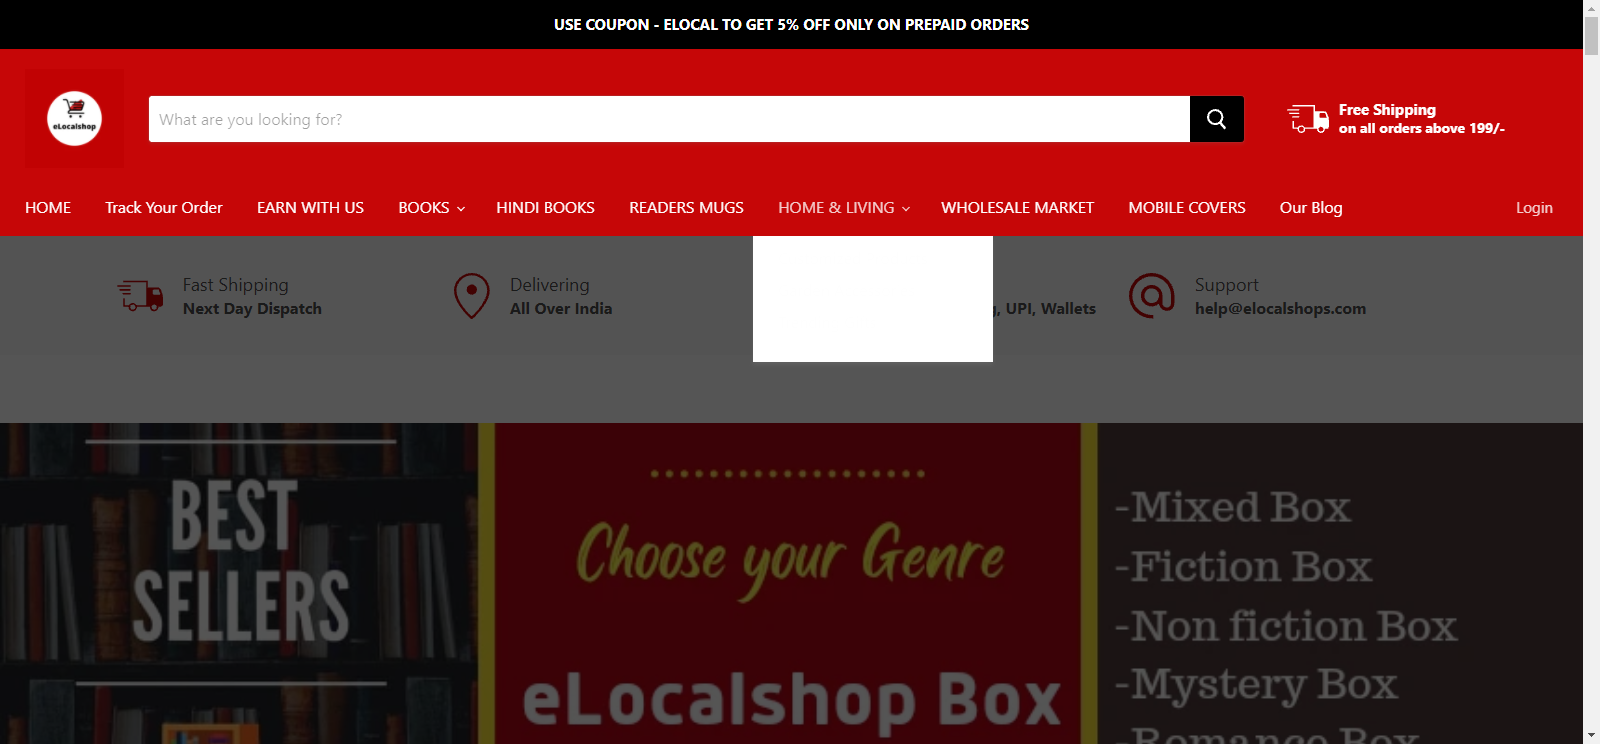 USE COUPON - ELOCAL TO GET 5% OFF ONLY ON PREPAID ORDERS
eLocalshop
What are you looking for?
Free Shipping
on all orders above 199/-
HOME
Track Your Order
EARN WITH US
BOOKS
HINDI BOOKS
READERS MUGS
HOME & LIVING
WHOLESALE MARKET
MOBILE COVERS
Our Blog
Login
Fast Shipping
Next Day Dispatch
Delivering
All Over India
, UPI, Wallets
Support
help@elocalshops.com
BEST
SELLERS
Choose your Genre
eLocalshop Box
-Mixed Box
-Fiction Box
-Non fiction Box
-Mystery Box
-Romance Box